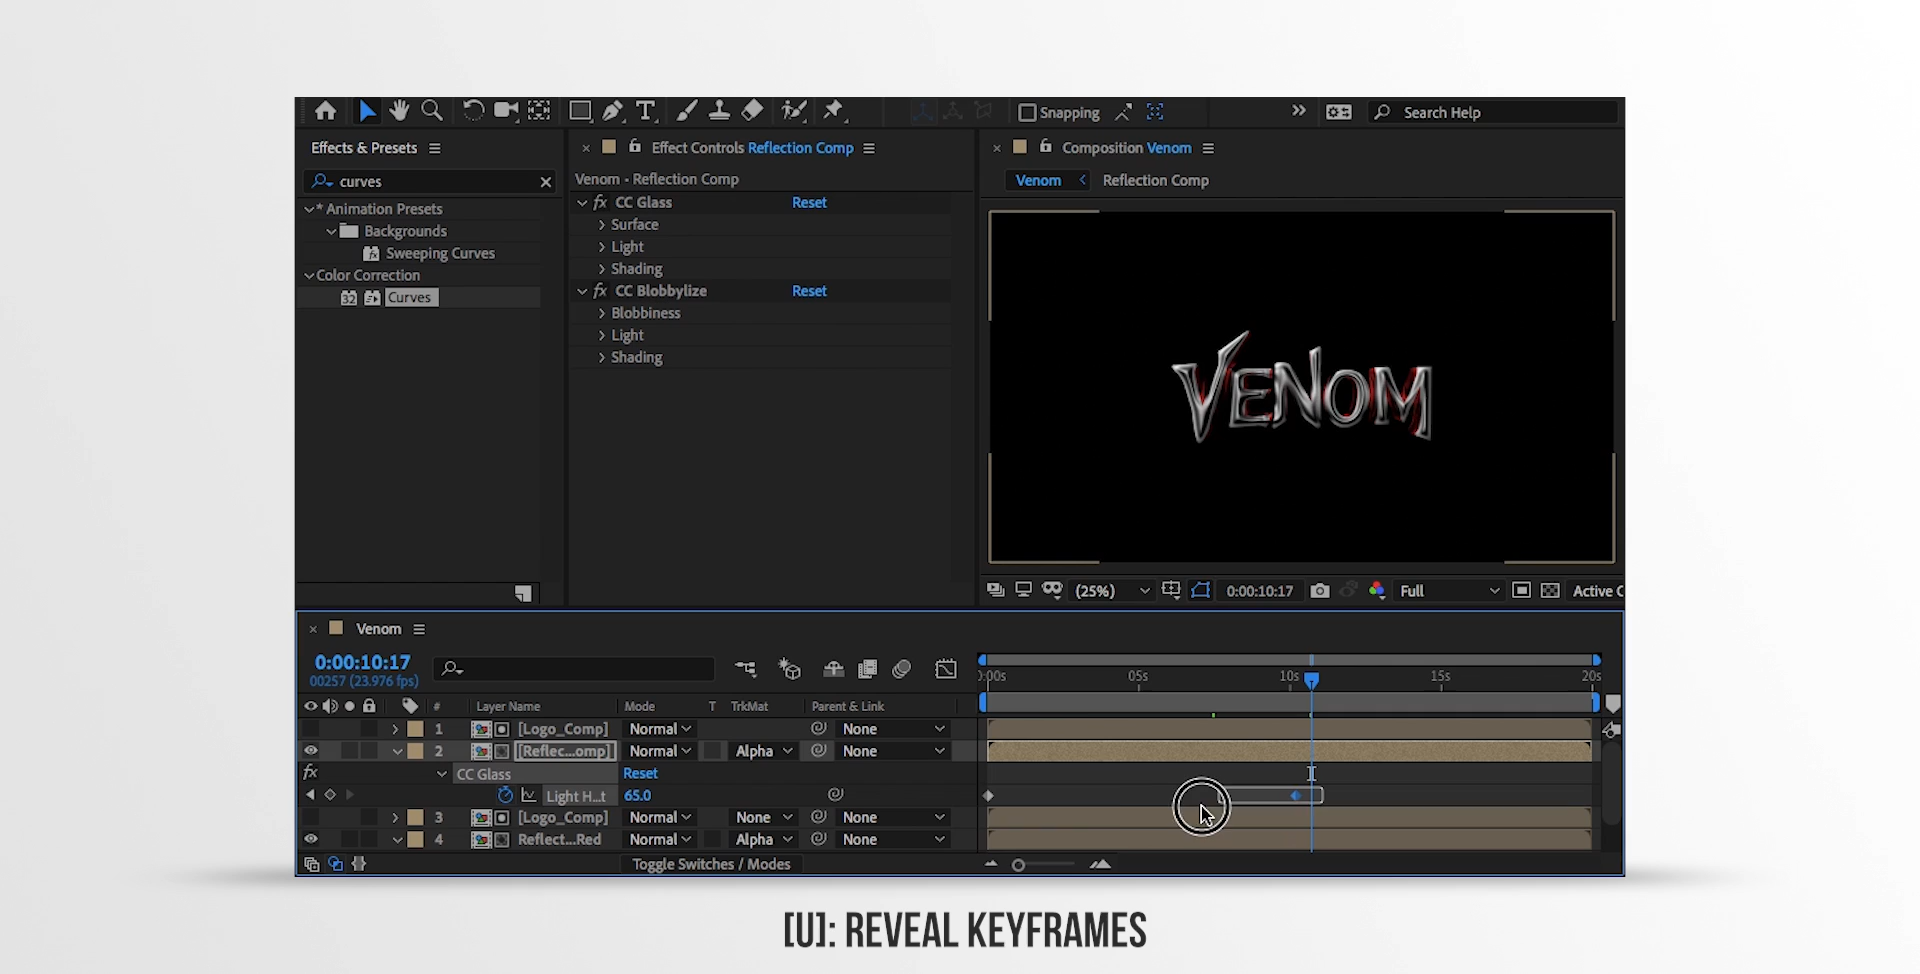 Snapping
Search Help
Effects & Presets
Effect Controls Reflection Comp
Composition Venom
curves
Venom • Reflection Comp
Venom
Reflection Comp
* Animation Presets
CC Glass
Reset
Backgrounds
Surface
Sweeping Curves
Light
Color Correction
Shading
32
Curves
CC Blobbylize
Reset
Blobbiness
Light
Shading
VENOM
(25%)
0:00:10:17
Full
Active C
Venom
0:00:10:17
00257 (23.976 fps)
):00s
05s
10s
15s
20s
#
Layer Name
Mode
T
TrkMat
Parent & Link
1
[Logo_Comp]
Normal
None
2
[Reflec...omp]
Normal
Alpha
None
fx
CC Glass
Reset
Light H...t
65.0
3
[Logo_Comp]
Normal
None
None
4
Reflect...Red
Normal
Alpha
None
Toggle Switches / Modes
[U]: REVEAL KEYFRAMES